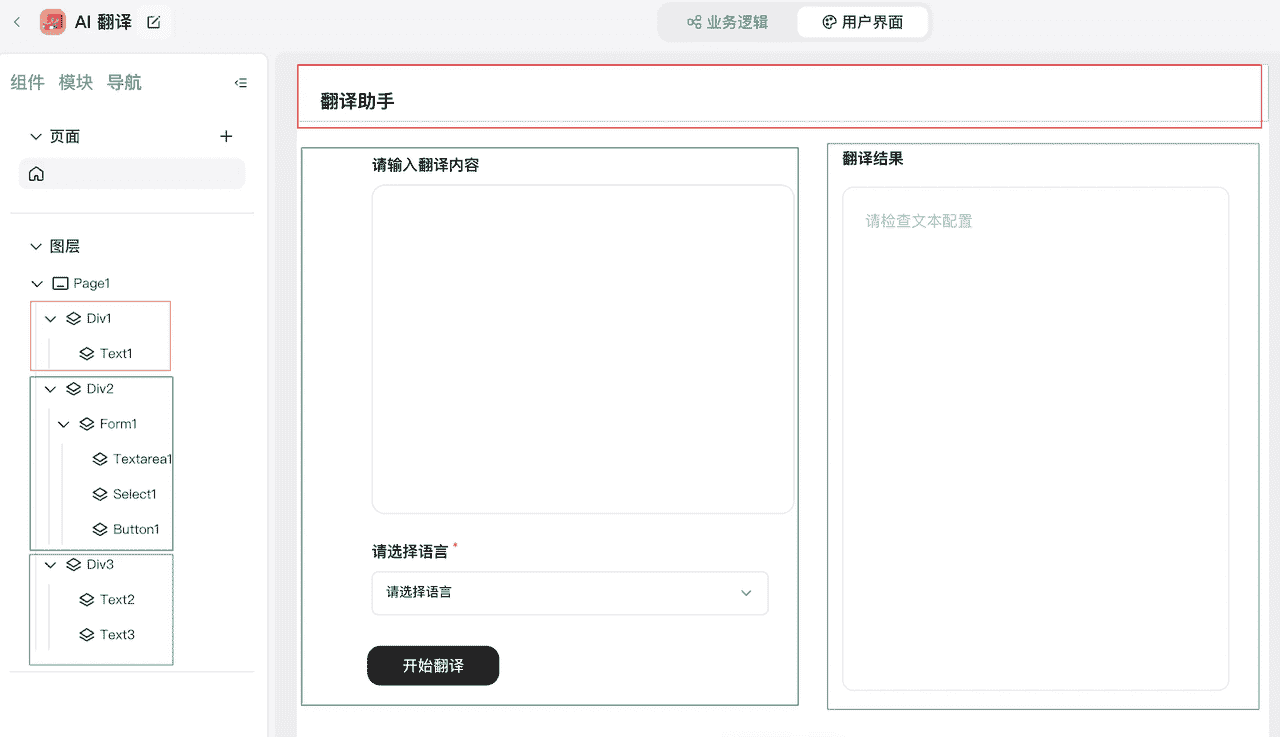 AI 翻译
业务逻辑
用户界面
组件 模块 导航
页面
图层
Page1
Div1
Text1
Div2
Form1
Textarea1
Select1
Button1
Div3
Text2
Text3
翻译助手
请输入翻译内容
请选择语言 *
请选择语言
开始翻译
翻译结果
请检查文本配置